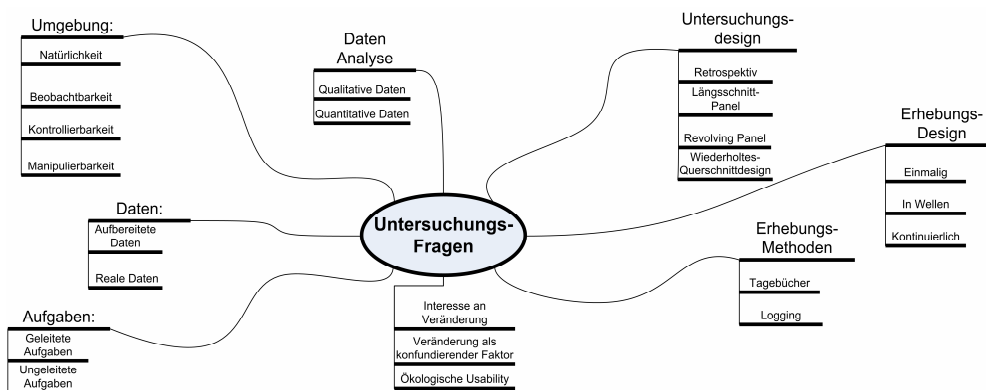 Umgebung:
Natürlichkeit
Beobachtbarkeit
Kontrollierbarkeit
Manipulierbarkeit
Daten
Analyse
Qualitative Daten
Quantitative Daten
Untersuchungs-
design
Retrospektiv
Längsschnitt-
Panel
Revolving Panel
Wiederholtes-
Querschnittdesign
Erhebungs-
Design
Einmalig
In Wellen
Kontinuierlich
Daten:
Aufbereitete
Daten
Reale Daten
Untersuchungs-
Fragen
Erhebungs-
Methoden
Tagebücher
Logging
Aufgaben:
Geleitete
Aufgaben
Ungeleitete
Aufgaben
Interesse an
Veränderung
Veränderung als
konfundierender Faktor
Ökologische Usability